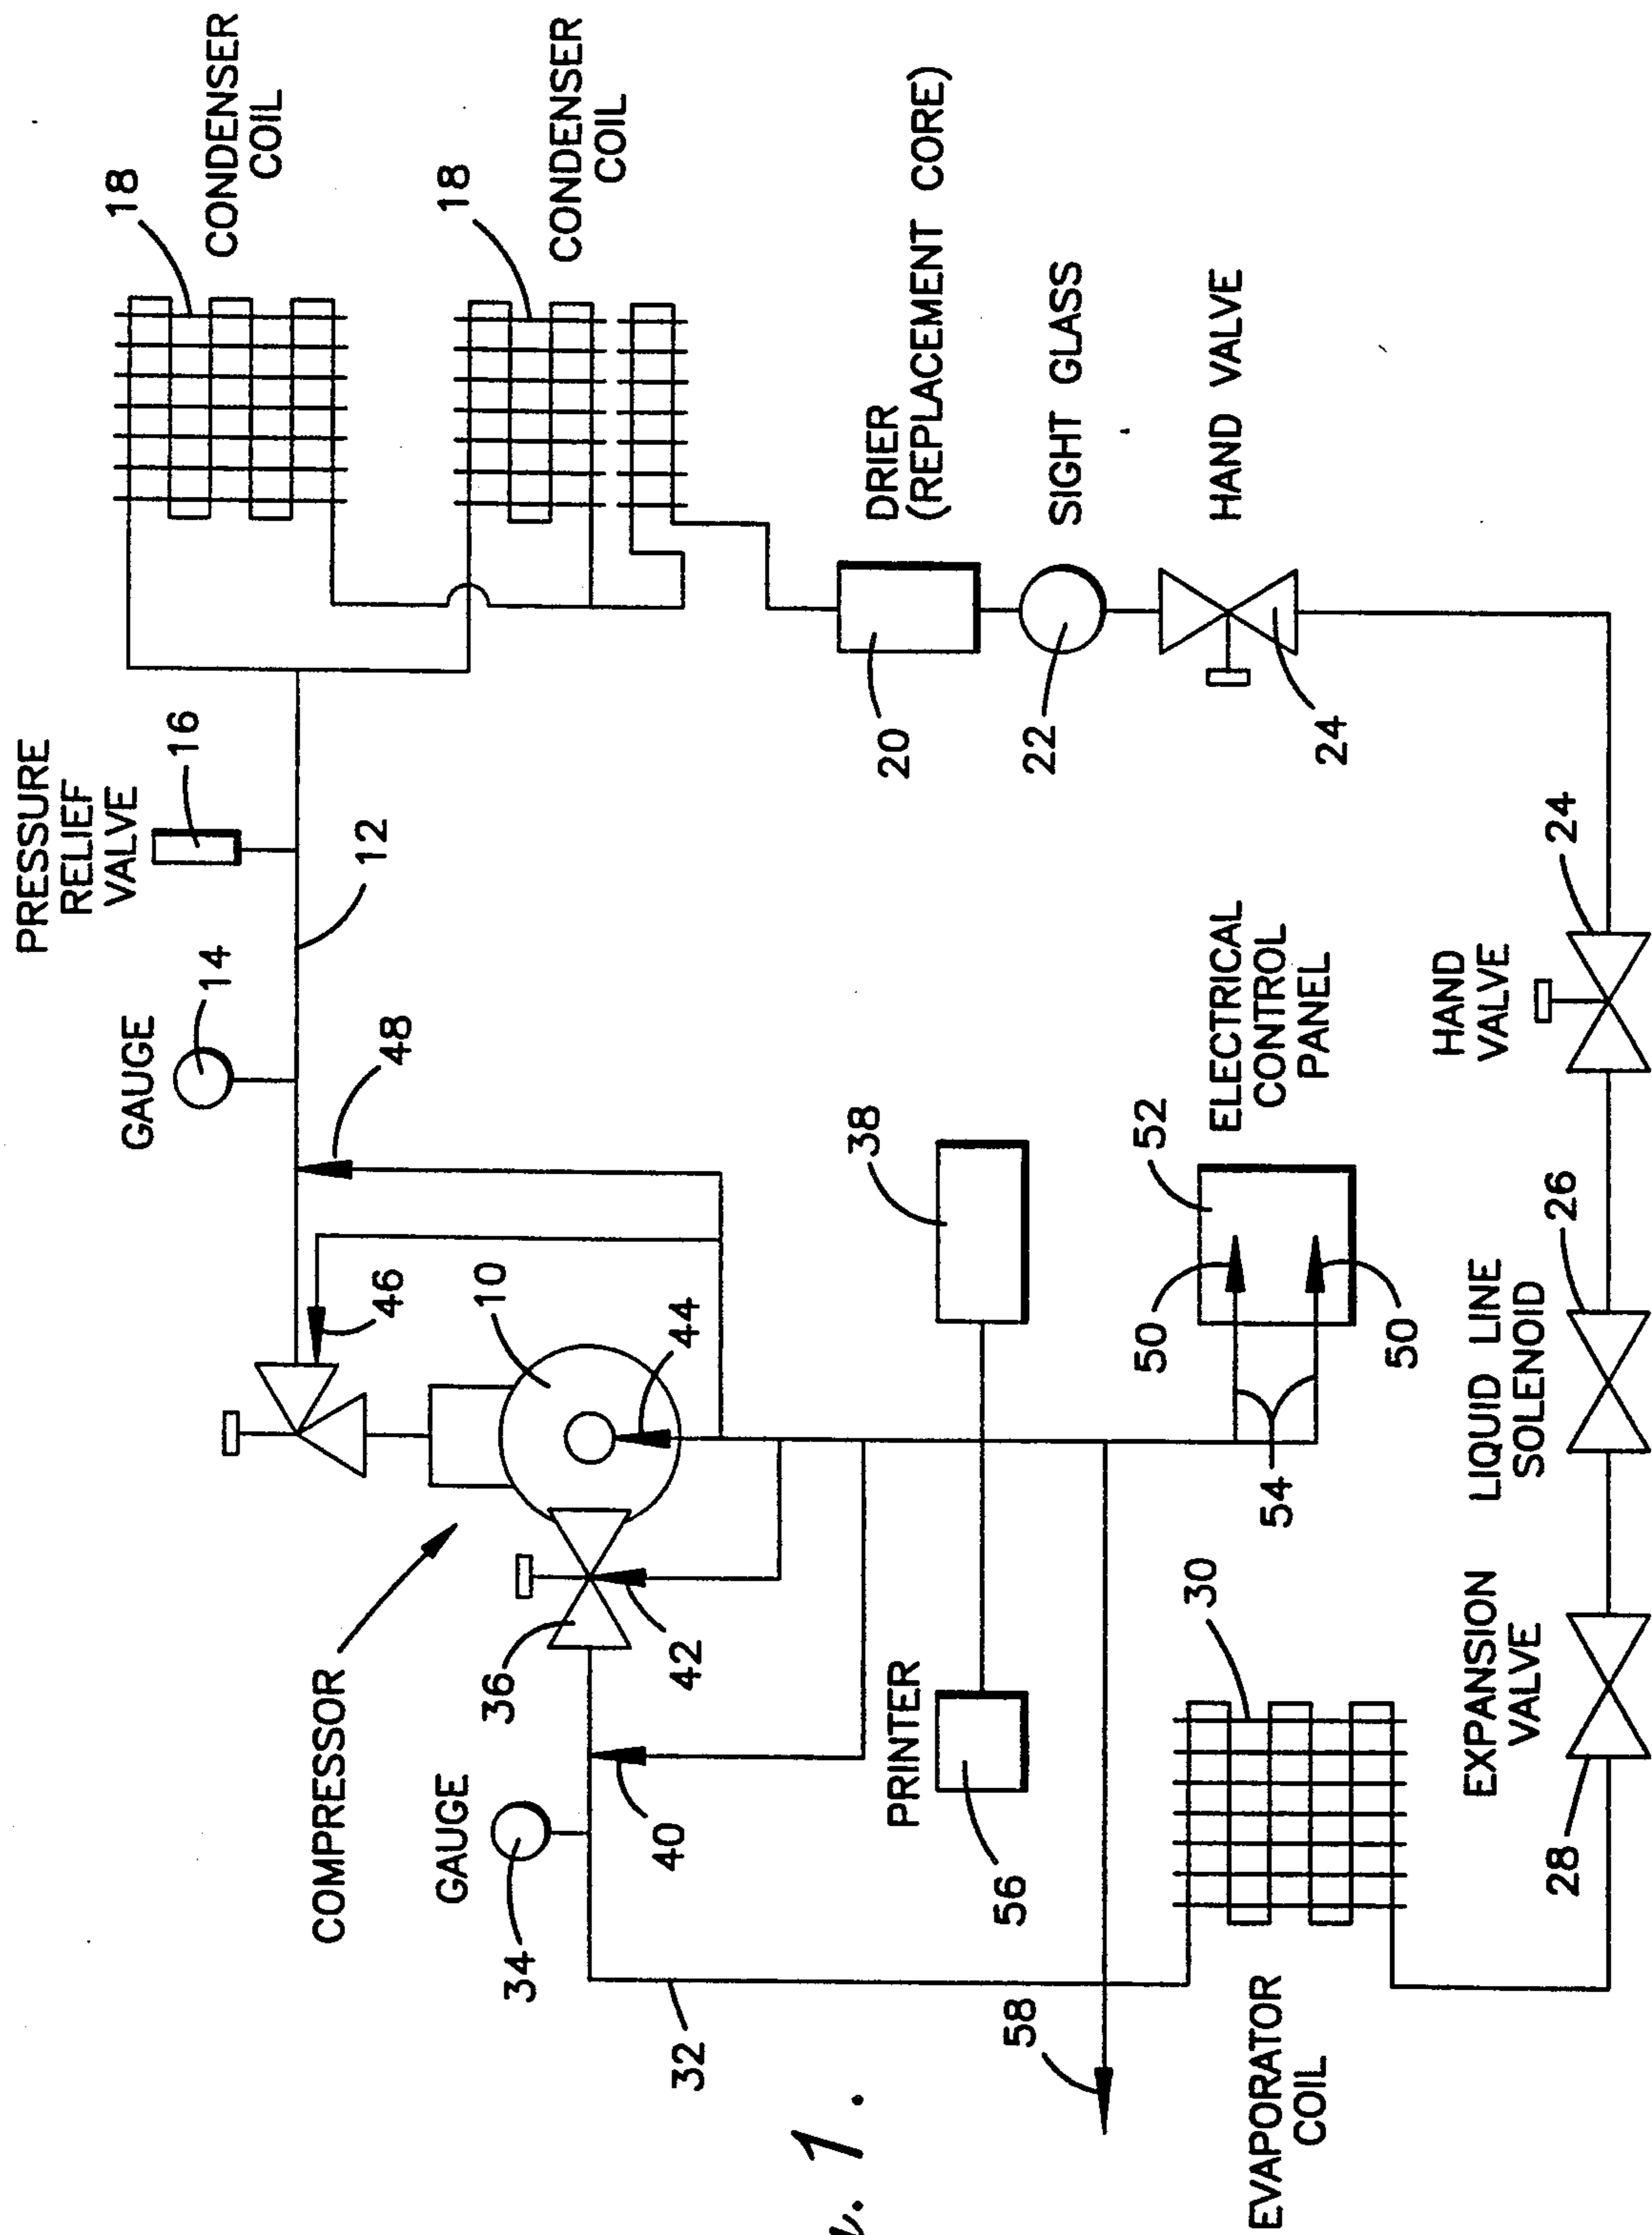 PRESSURE
RELIEF
VALVE
16
GAUGE
14
18
CONDENSER
COIL
12
48
COMPRESSOR
46
10
44
GAUGE
34
36
42
40
18
CONDENSER
COIL
32
1.
PRINTER
56
38
DRIER
(REPLACEMENT CORE)
20
SIGHT GLASS
22
HAND VALVE
24
58
54
50
50
52
ELECTRICAL
CONTROL
PANEL
EVAPORATOR
COIL
30
EXPANSION
VALVE
28
LIQUID LINE
SOLENOID
26
HAND
VALVE
24